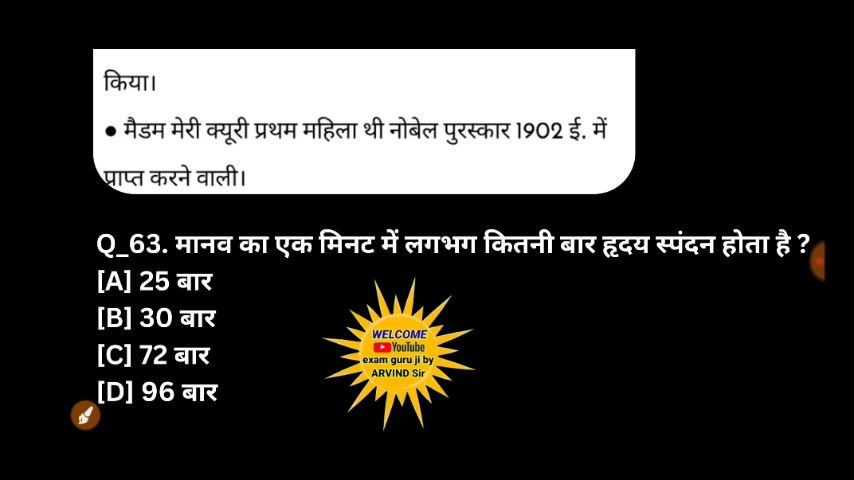 किया।
● मैडम मेरी क्यूरी प्रथम महिला थी नोबेल पुरस्कार 1902 ई. में
प्राप्त करने वाली।
Q_63. मानव का एक मिनट में लगभग कितनी बार हृदय स्पंदन होता है ?
[A] 25 बार
[B] 30 बार
[C] 72 बार
[D] 96 बार
WELCOME
YouTube
exam guru ji by
ARVIND Sir